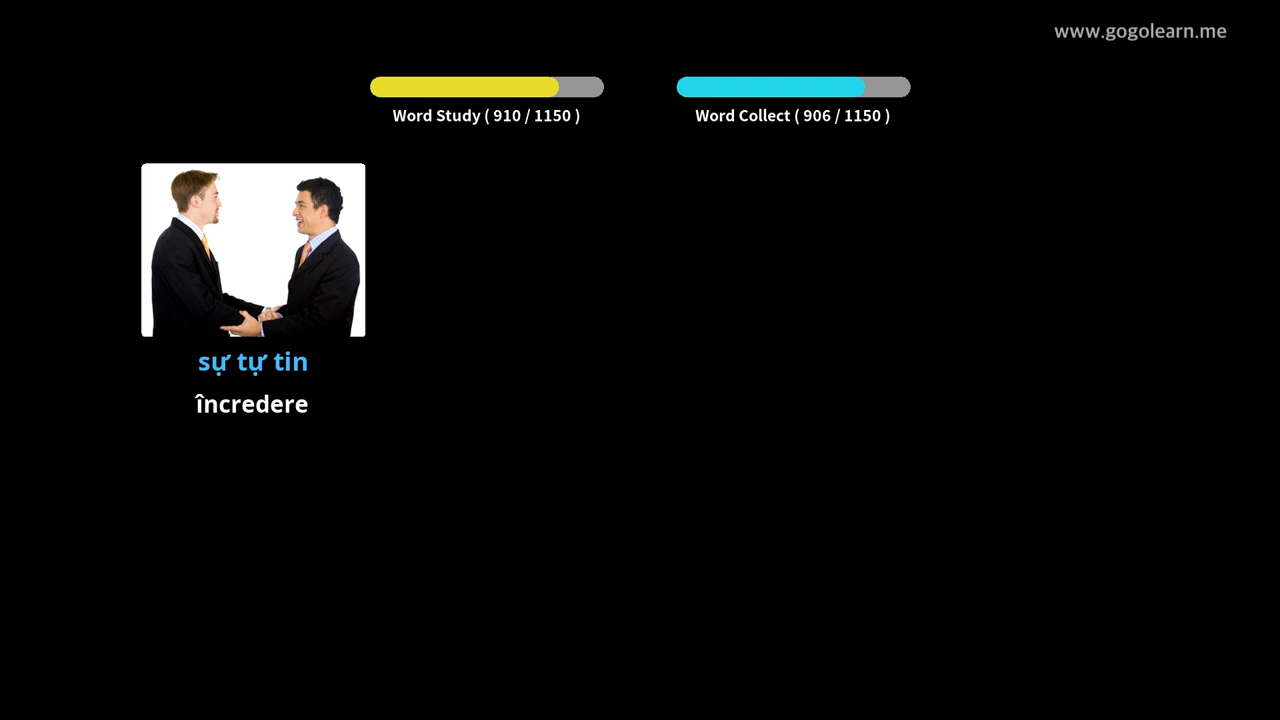 www.gogolearn.me
Word Study ( 910 / 1150 )
Word Collect ( 906 / 1150 )
sự tự tin
încredere